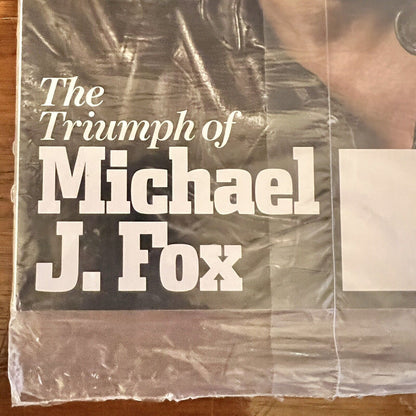 The
Triumph of
Michael
J. Fox